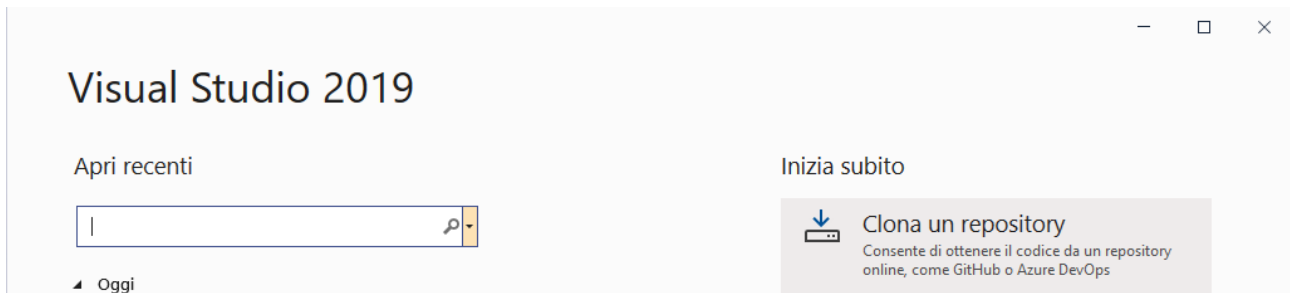 Visual Studio 2019
Apri recenti
Oggi
Inizia subito
Clona un repository
Consente di ottenere il codice da un repository
online, come GitHub o Azure DevOps